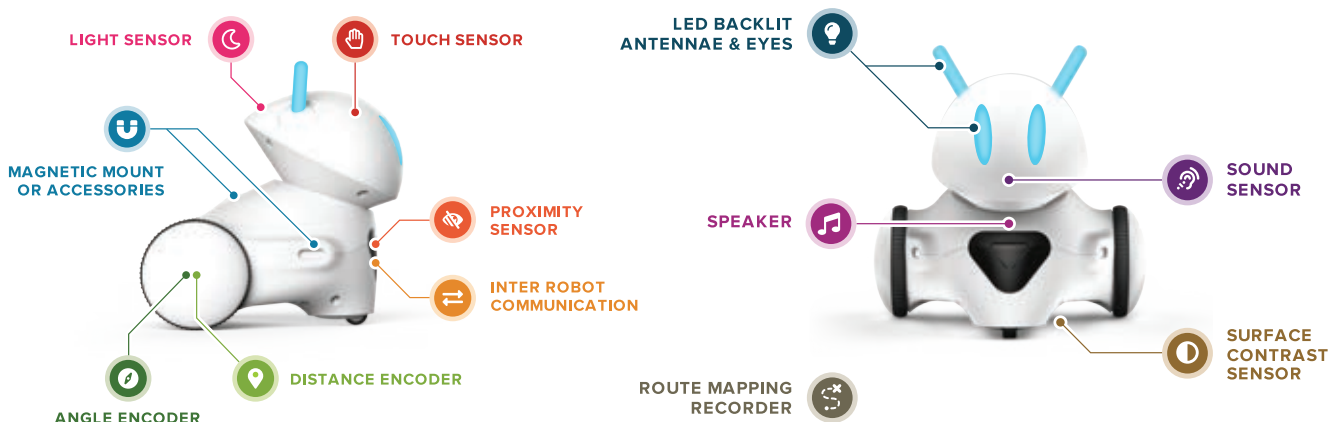 LIGHT SENSOR
TOUCH SENSOR
MAGNETIC MOUNT
OR ACCESSORIES
PROXIMITY
SENSOR
INTER ROBOT
COMMUNICATION
DISTANCE ENCODER
ANGLE ENCODER
LED BACKLIT
ANTENNAE & EYES
SOUND
SENSOR
SPEAKER
SURFACE
CONTRAST
SENSOR
ROUTE MAPPING
RECORDER